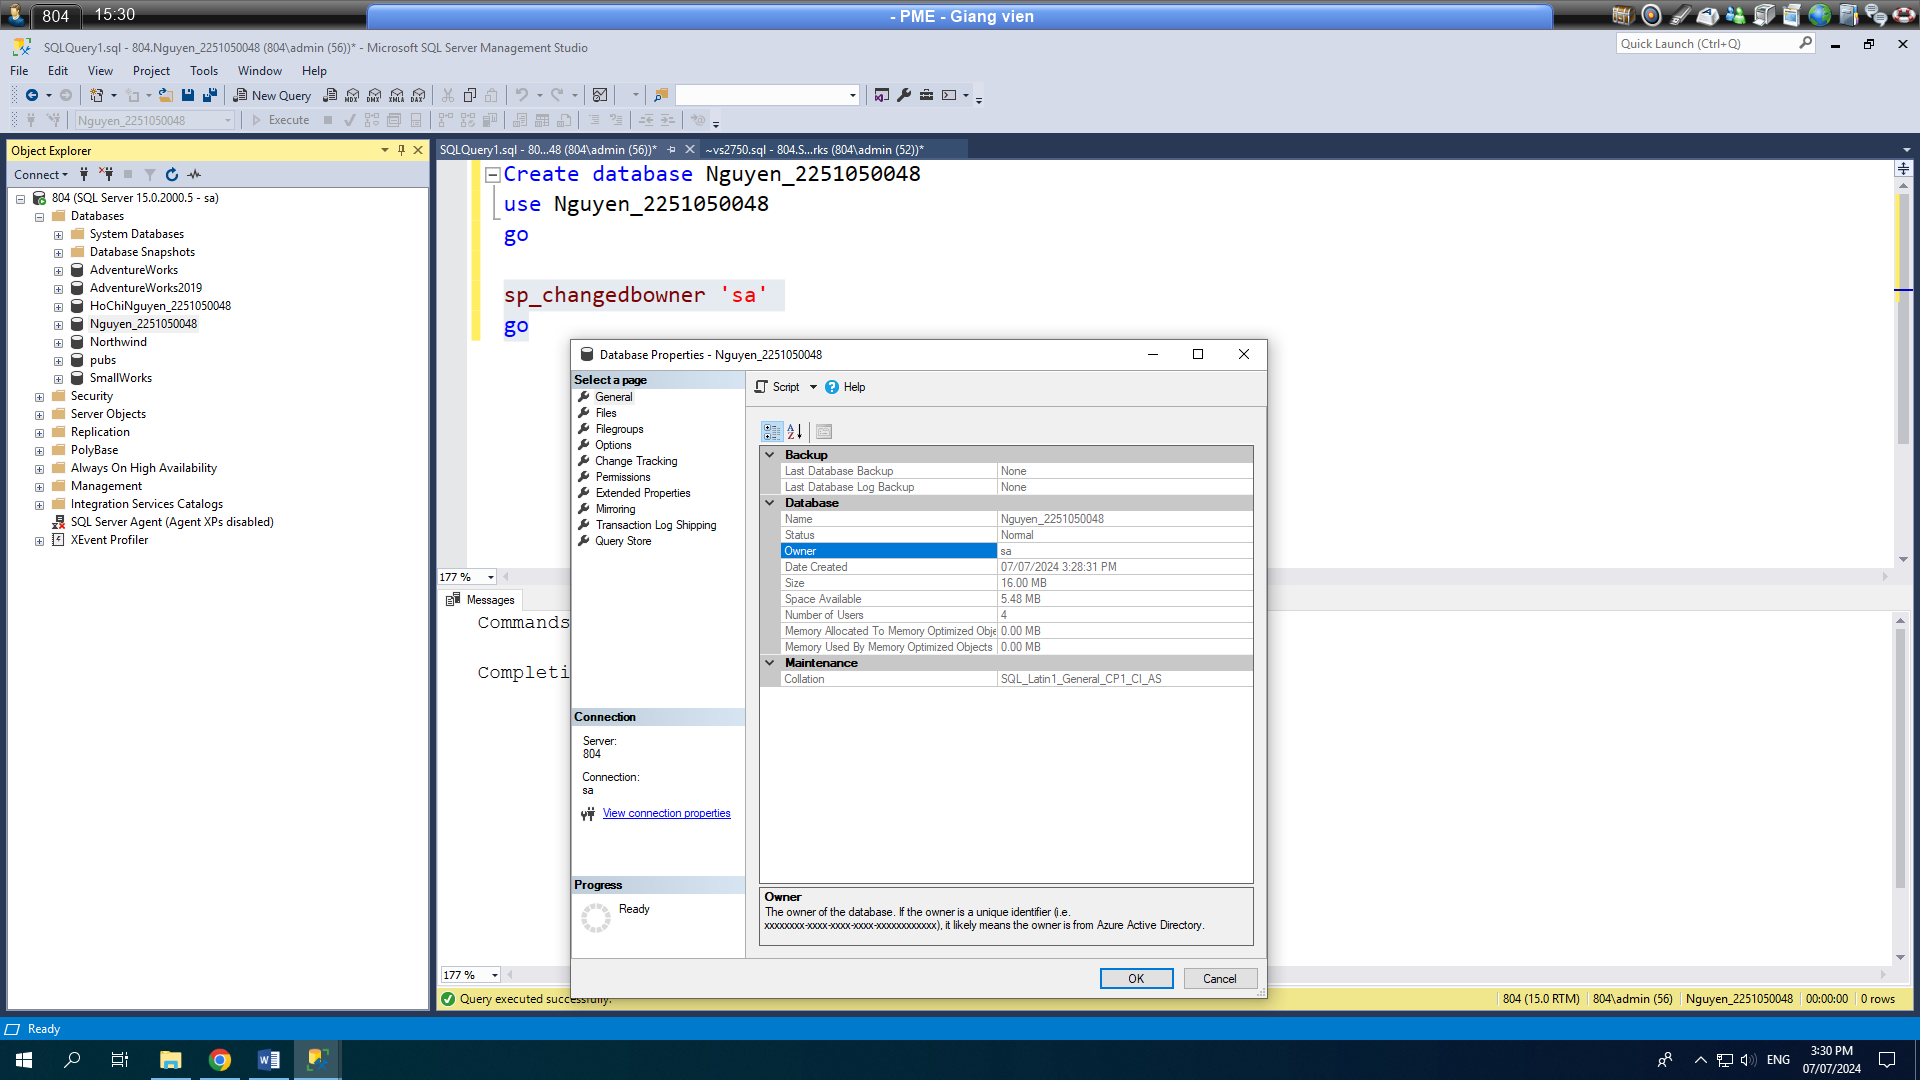 804
15:30
- PME - Giang vien
SQLQuery1.sql - 804.Nguyen_2251050048 (804\admin (56))* - Microsoft SQL Server Management Studio
Quick Launch (Ctrl+Q)
File Edit View Project Tools Window Help
New Query
MDX DMX XMLA DAX
Nguyen_2251050048
Execute
Object Explorer
Connect
804 (SQL Server 15.0.2000.5 - sa)
Databases
System Databases
Database Snapshots
AdventureWorks
AdventureWorks2019
HoChiNguyen_2251050048
Nguyen_2251050048
Northwind
pubs
SmallWorks
Security
Server Objects
Replication
PolyBase
Always On High Availability
Management
Integration Services Catalogs
SQL Server Agent (Agent XPs disabled)
XEvent Profiler
SQLQuery1.sql - 80...48 (804\admin (56))*
~vs2750.sql - 804.S...rks (804\admin (52))*
Create database Nguyen_2251050048
use Nguyen_2251050048
go
sp_changedbowner 'sa'
go
177 %
Messages
Commands
Completi
177 %
Database Properties - Nguyen_2251050048
Select a page
General
Files
Filegroups
Options
Change Tracking
Permissions
Extended Properties
Mirroring
Transaction Log Shipping
Query Store
Connection
Server:
804
Connection:
sa
View connection properties
Progress
Ready
Script
Help
Backup
Last Database Backup None
Last Database Log Backup None
Database
Name Nguyen_2251050048
Status Normal
Owner sa
Date Created 07/07/2024 3:28:31 PM
Size 16.00 MB
Space Available 5.48 MB
Number of Users 4
Memory Allocated To Memory Optimized Obje 0.00 MB
Memory Used By Memory Optimized Objects 0.00 MB
Maintenance
Collation SQL_Latin1_General_CP1_CI_AS
Owner
The owner of the database. If the owner is a unique identifier (i.e.
xxxxxxxx-xxxx-xxxx-xxxx-xxxxxxxxxxxx), it likely means the owner is from Azure Active Directory.
OK
Cancel
Query executed successfully.
804 (15.0 RTM) 804\admin (56) Nguyen_2251050048 00:00:00 0 rows
Ready
ENG
3:30 PM
07/07/2024